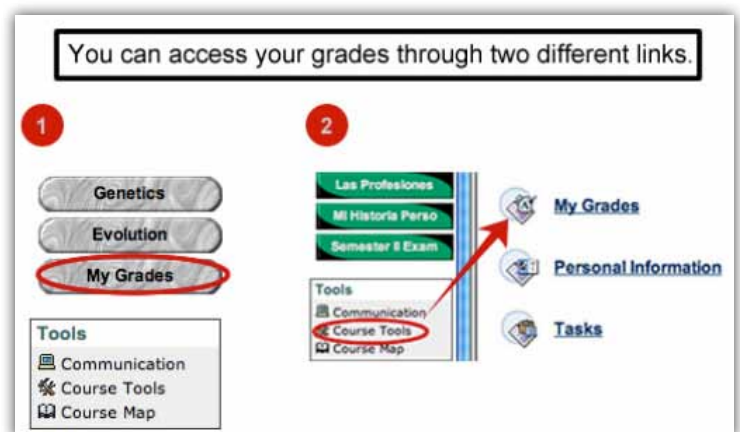 You can access your grades through two different links.
1
Genetics
Evolution
My Grades
Tools
Communication
Course Tools
Course Map
2
Las Profesiones
Mi Historia Perso
Semester II Exam
Tools
Communication
Course Tools
Course Map
My Grades
Personal Information
Tasks